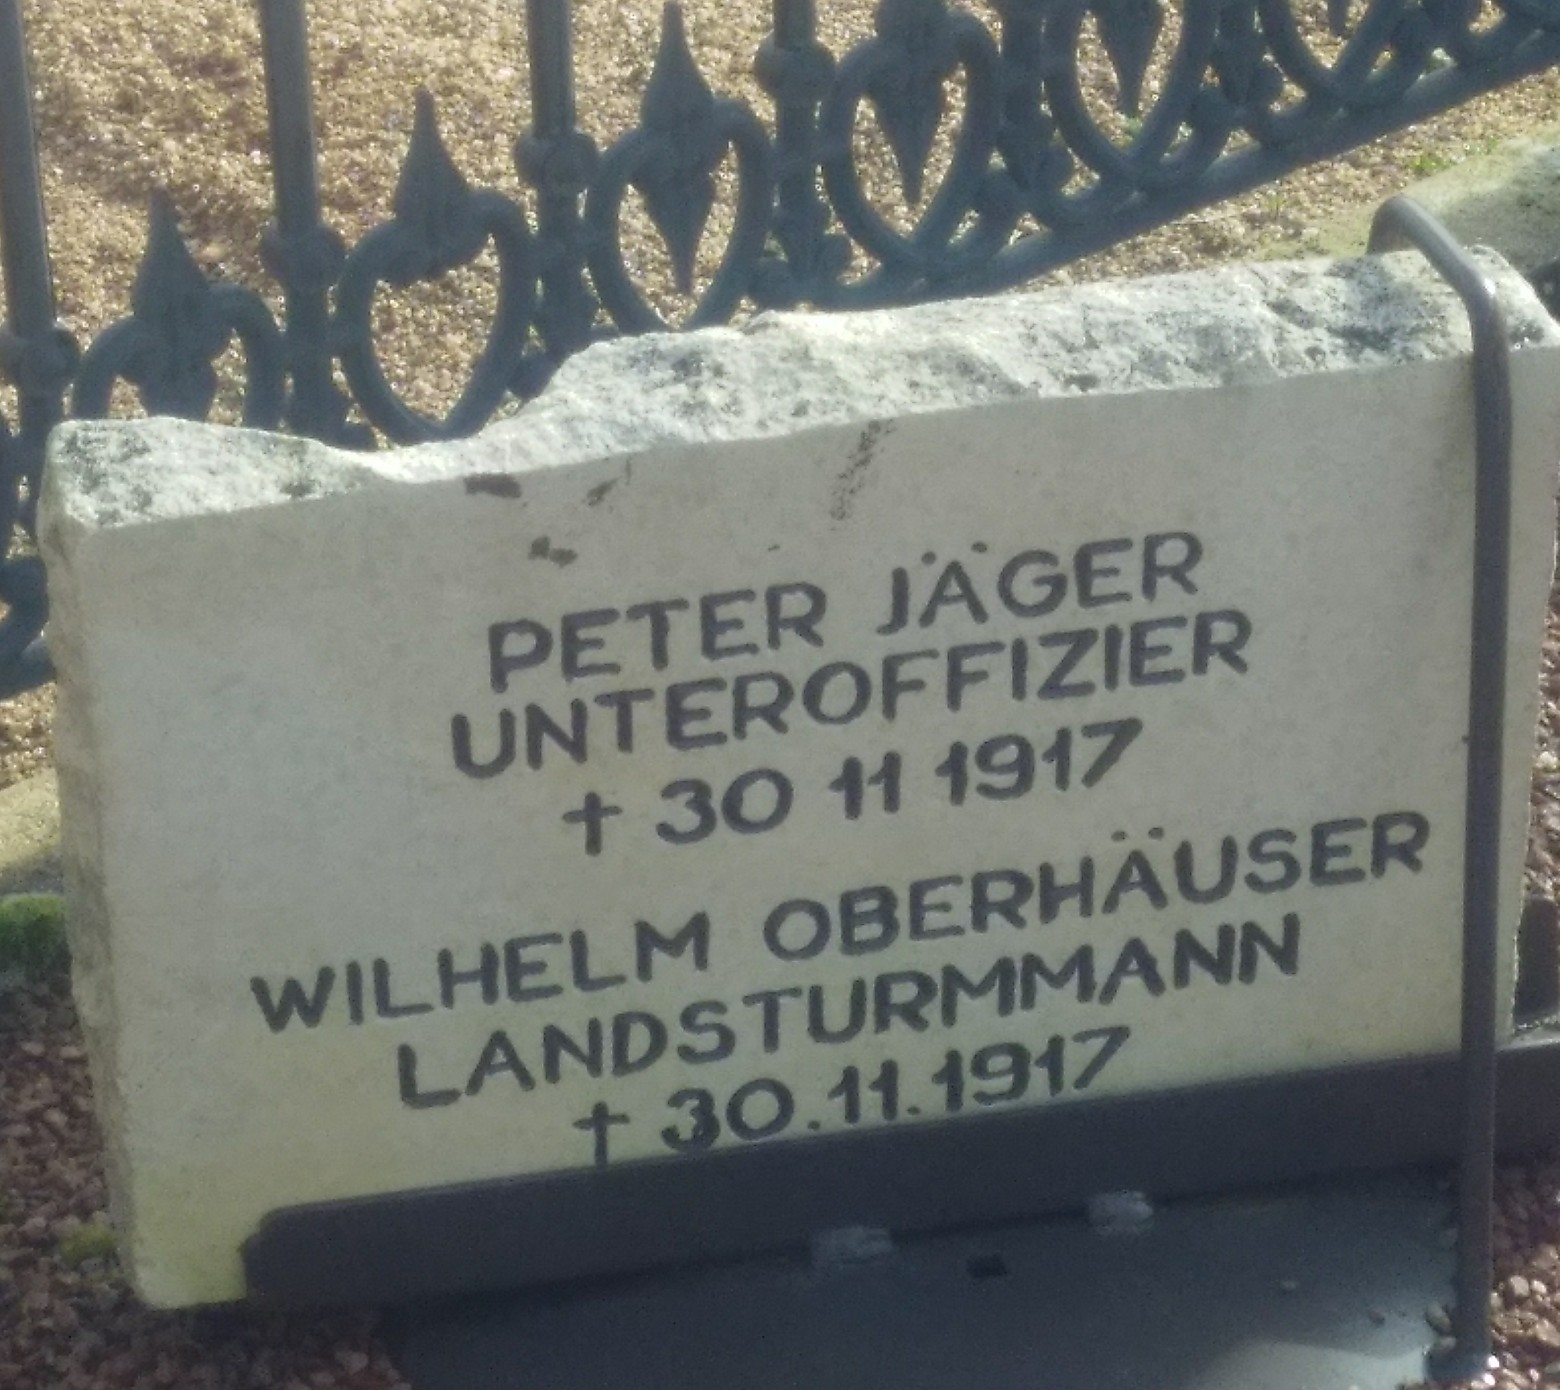 PETER JÄGER
UNTEROFFIZIER
† 30 11 1917
WILHELM OBERHÄUSER
LANDSTURMMANN
† 30.11.1917